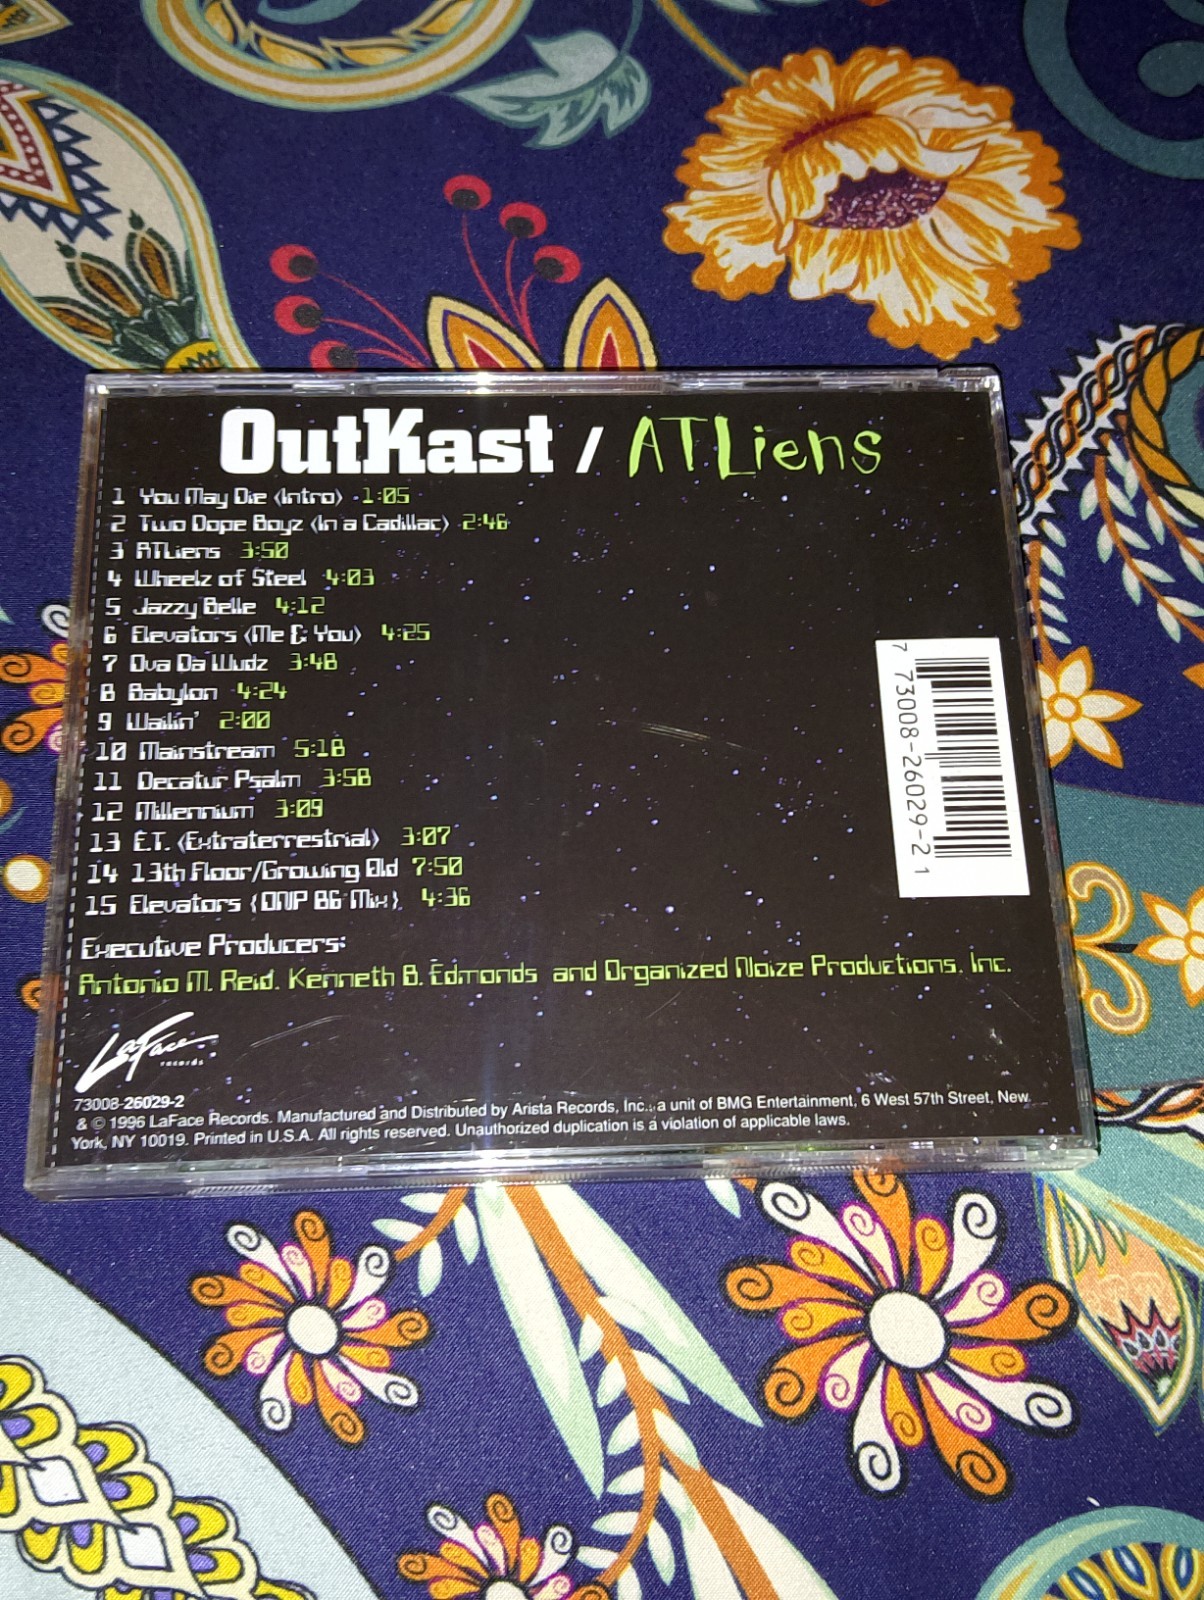 OutKast / ATLiens
1 You May Die (Intro) 1:05
2 Two Dope Boyz (In a Cadillac) 2:46
3 ATLiens 3:50
4 Wheelz of Steel 4:03
5 Jazzy Belle 4:12
6 Elevators (Me & You) 4:25
7 Ova Da Wudz 3:48
8 Babylon 4:24
9 Wailin' 2:00
10 Mainstream 5:18
11 Decatur Psalm 3:58
12 Millennium 3:09
13 E.T. (Extraterrestrial) 3:07
14 13th Floor/Growing Old 7:50
15 Elevators (ONP 86 Mix) 4:36
Executive Producers:
Antonio M. Reid, Kenneth B. Edmonds and Organized Noize Productions, Inc.
LaFace
records
73008-26029-2
& © 1996 LaFace Records. Manufactured and Distributed by Arista Records, Inc., a unit of BMG Entertainment, 6 West 57th Street, New
York, NY 10019. Printed in U.S.A. All rights reserved. Unauthorized duplication is a violation of applicable laws.
7 73008-26029-2 1